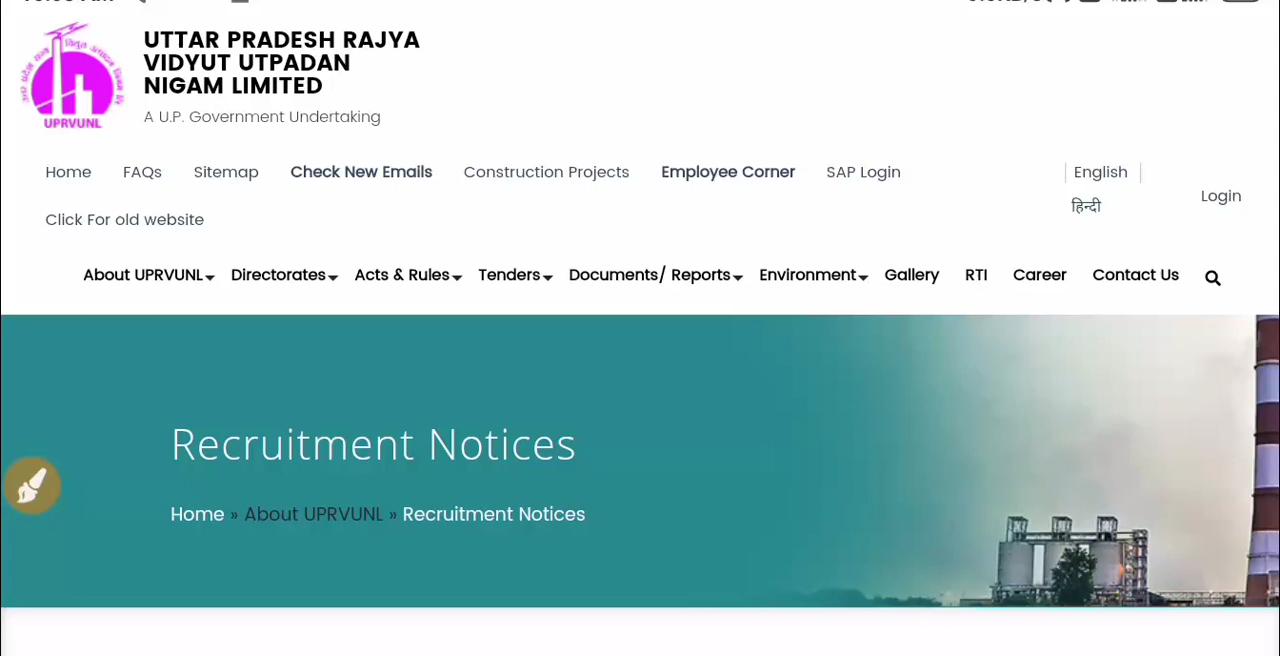 UTTAR PRADESH RAJYA
VIDYUT UTPADAN
NIGAM LIMITED
A U.P. Government Undertaking
UPRVUNL
Home FAQs Sitemap Check New Emails Construction Projects Employee Corner SAP Login
English
हिन्दी
Login
Click For old website
About UPRVUNL Directorates Acts & Rules Tenders Documents/ Reports Environment Gallery RTI Career Contact Us
Recruitment Notices
Home » About UPRVUNL » Recruitment Notices